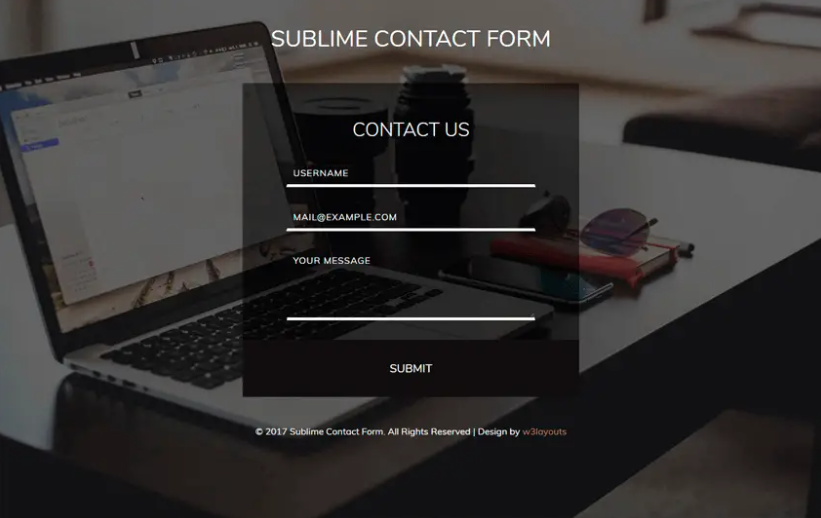 SUBLIME CONTACT FORM
CONTACT US
USERNAME
MAIL@EXAMPLE.COM
YOUR MESSAGE
SUBMIT
© 2017 Sublime Contact Form. All Rights Reserved | Design by w3layouts